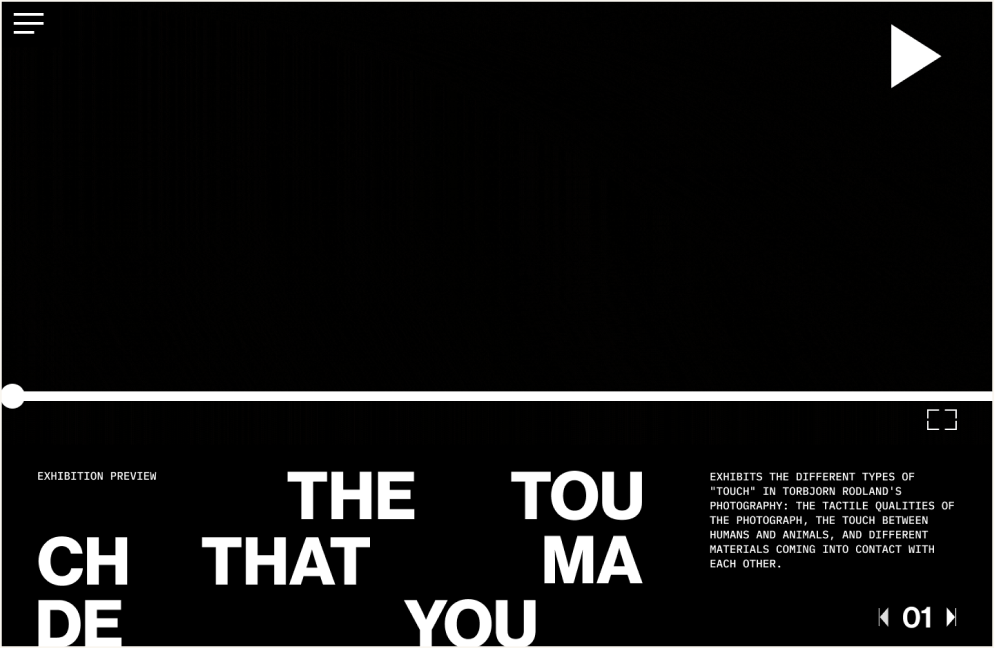 EXHIBITION PREVIEW
THE TOU
CH THAT MA
DE YOU
EXHIBITS THE DIFFERENT TYPES OF
"TOUCH" IN TORBJORN RODLAND'S
PHOTOGRAPHY: THE TACTILE QUALITIES OF
THE PHOTOGRAPH, THE TOUCH BETWEEN
HUMANS AND ANIMALS, AND DIFFERENT
MATERIALS COMING INTO CONTACT WITH
EACH OTHER.
01